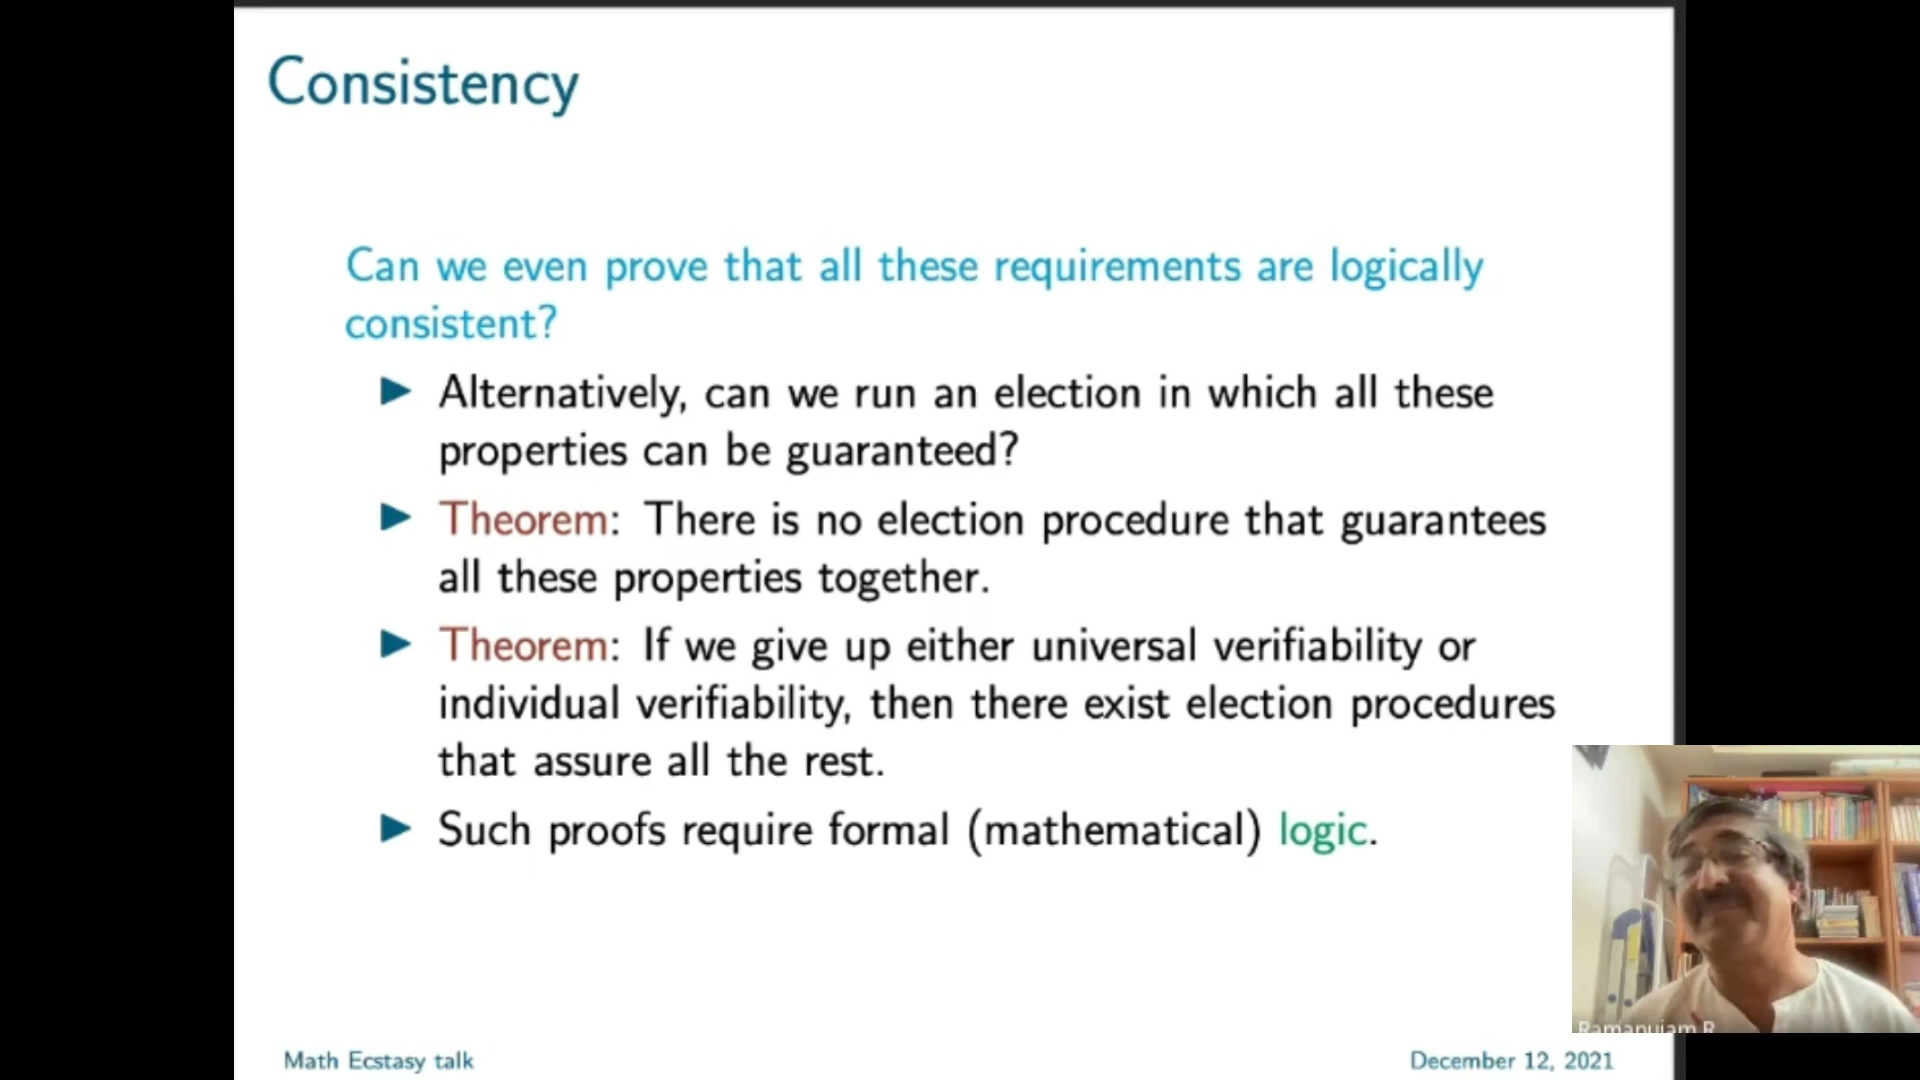 Consistency
Can we even prove that all these requirements are logically
consistent?
▶ Alternatively, can we run an election in which all these
properties can be guaranteed?
▶ Theorem: There is no election procedure that guarantees
all these properties together.
▶ Theorem: If we give up either universal verifiability or
individual verifiability, then there exist election procedures
that assure all the rest.
▶ Such proofs require formal (mathematical) logic.
Ramanujam R
Math Ecstasy talk
December 12, 2021